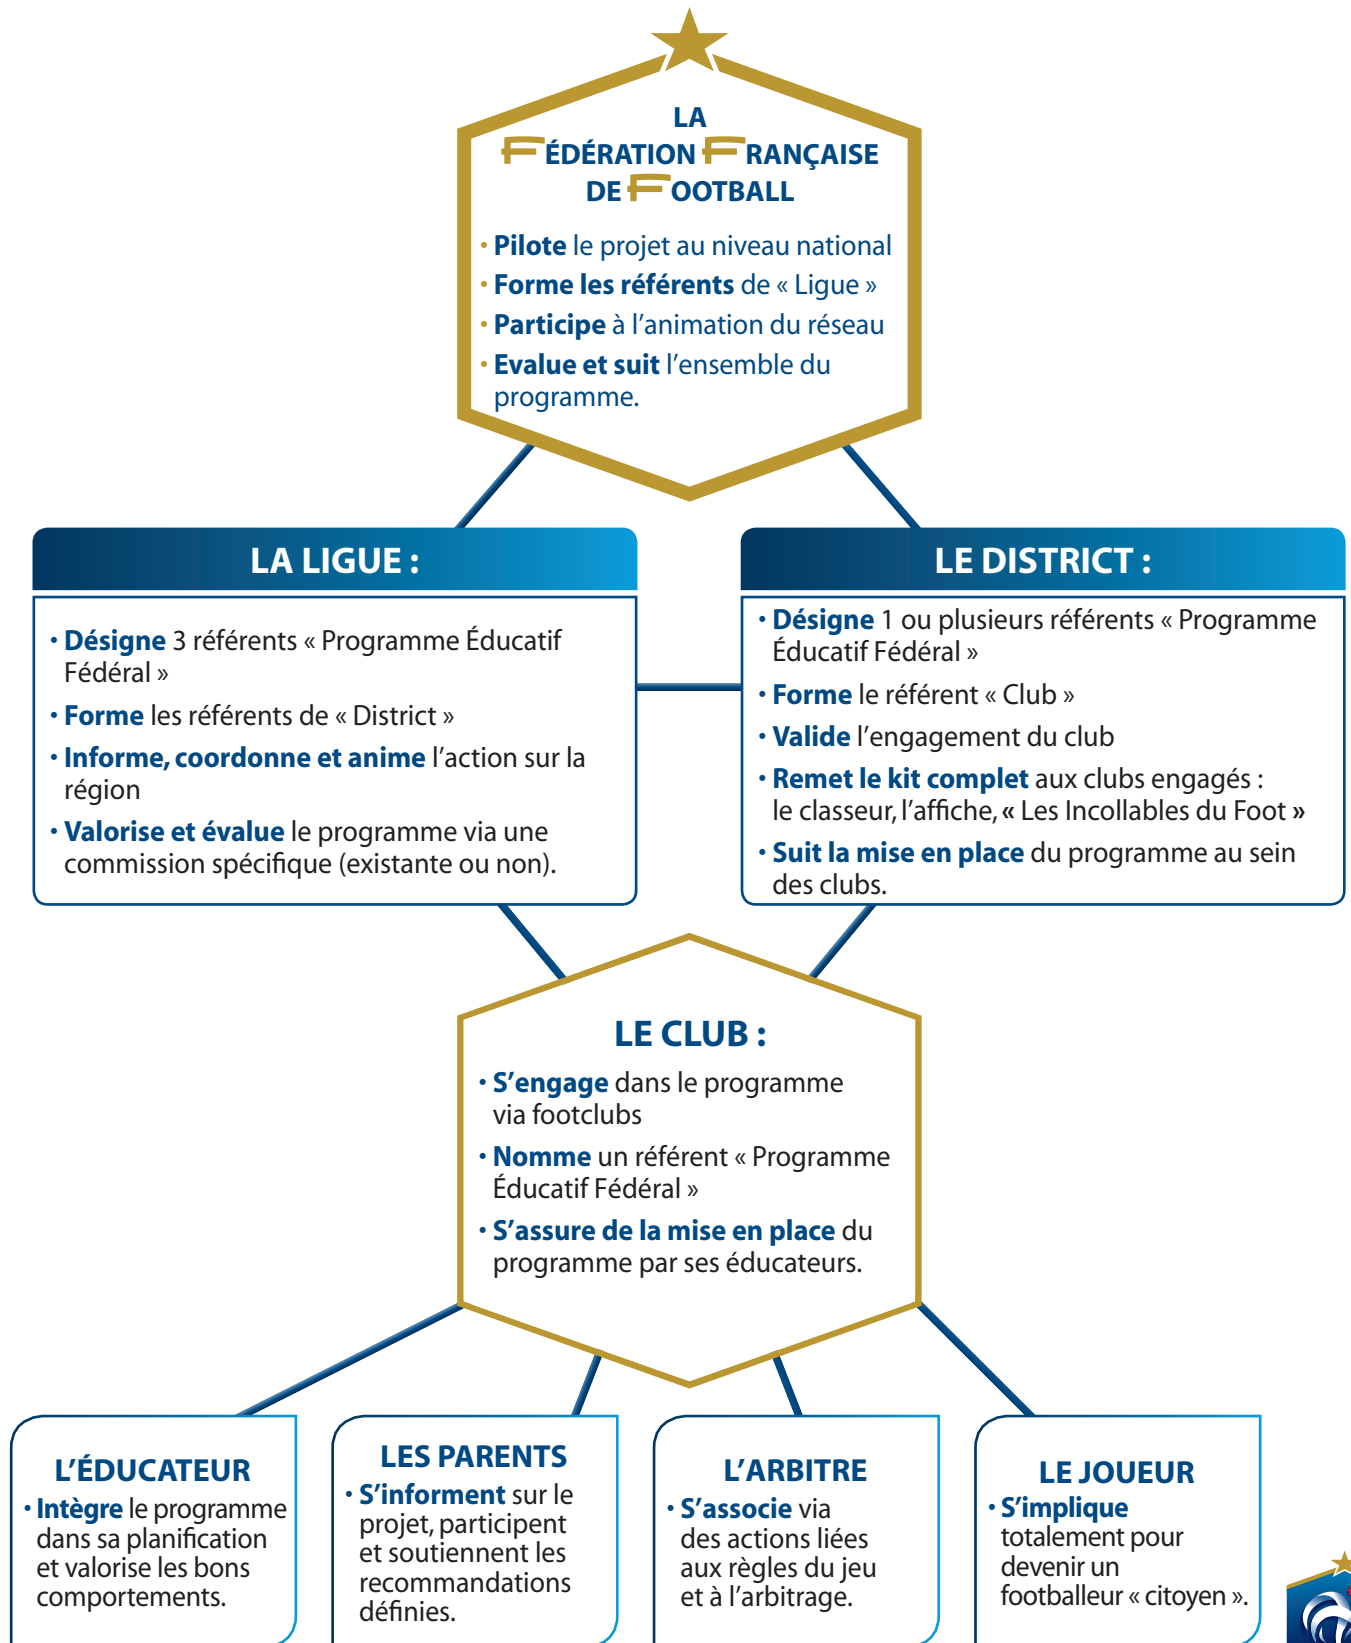 LA
FÉDÉRATION FRANÇAISE
DE FOOTBALL
• Pilote le projet au niveau national
• Forme les référents de « Ligue »
• Participe à l’animation du réseau
• Evalue et suit l’ensemble du
programme.
LA LIGUE :
• Désigne 3 référents « Programme Éducatif
Fédéral »
• Forme les référents de « District »
• Informe, coordonne et anime l’action sur la
région
• Valorise et évalue le programme via une
commission spécifique (existante ou non).
LE DISTRICT :
• Désigne 1 ou plusieurs référents « Programme
Éducatif Fédéral »
• Forme le référent « Club »
• Valide l’engagement du club
• Remet le kit complet aux clubs engagés :
le classeur, l’affiche, « Les Incollables du Foot »
• Suit la mise en place du programme au sein
des clubs.
LE CLUB :
• S’engage dans le programme
via footclubs
• Nomme un référent « Programme
Éducatif Fédéral »
• S’assure de la mise en place du
programme par ses éducateurs.
L’ÉDUCATEUR
• Intègre le programme
dans sa planification
et valorise les bons
comportements.
LES PARENTS
• S’informent sur le
projet, participent
et soutiennent les
recommandations
définies.
L’ARBITRE
• S’associe via
des actions liées
aux règles du jeu
et à l’arbitrage.
LE JOUEUR
• S’implique
totalement pour
devenir un
footballeur « citoyen ».